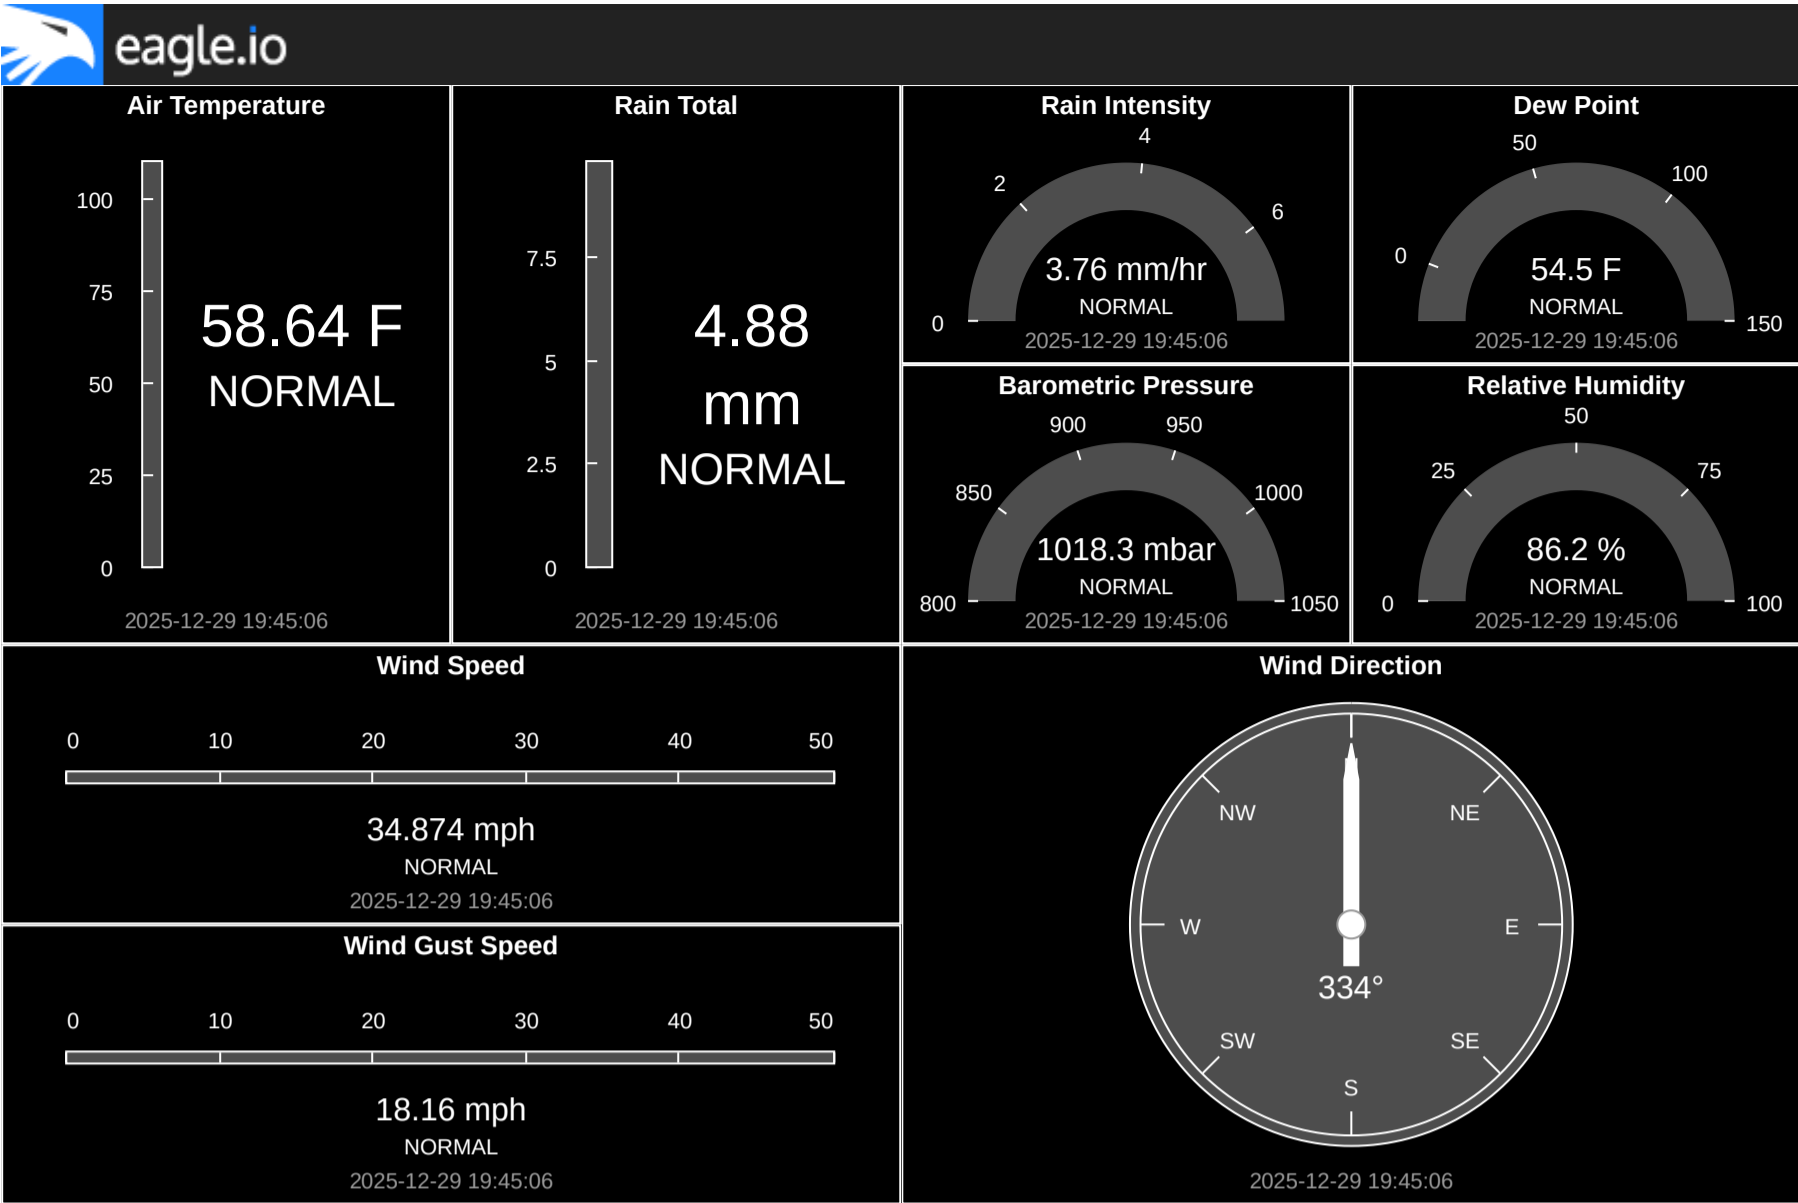 eagle.io
Air Temperature
100
75
50
25
0
58.64 F
NORMAL
2025-12-29 19:45:06
Rain Total
7.5
5
2.5
0
4.88
mm
NORMAL
2025-12-29 19:45:06
Rain Intensity
0
2
4
6
3.76 mm/hr
NORMAL
2025-12-29 19:45:06
Dew Point
0
50
100
150
54.5 F
NORMAL
2025-12-29 19:45:06
Barometric Pressure
800
850
900
950
1000
1050
1018.3 mbar
NORMAL
2025-12-29 19:45:06
Relative Humidity
0
25
50
75
100
86.2 %
NORMAL
2025-12-29 19:45:06
Wind Speed
0 10 20 30 40 50
34.874 mph
NORMAL
2025-12-29 19:45:06
Wind Gust Speed
0 10 20 30 40 50
18.16 mph
NORMAL
2025-12-29 19:45:06
Wind Direction
NW NE
W E
334°
SW SE
S
2025-12-29 19:45:06